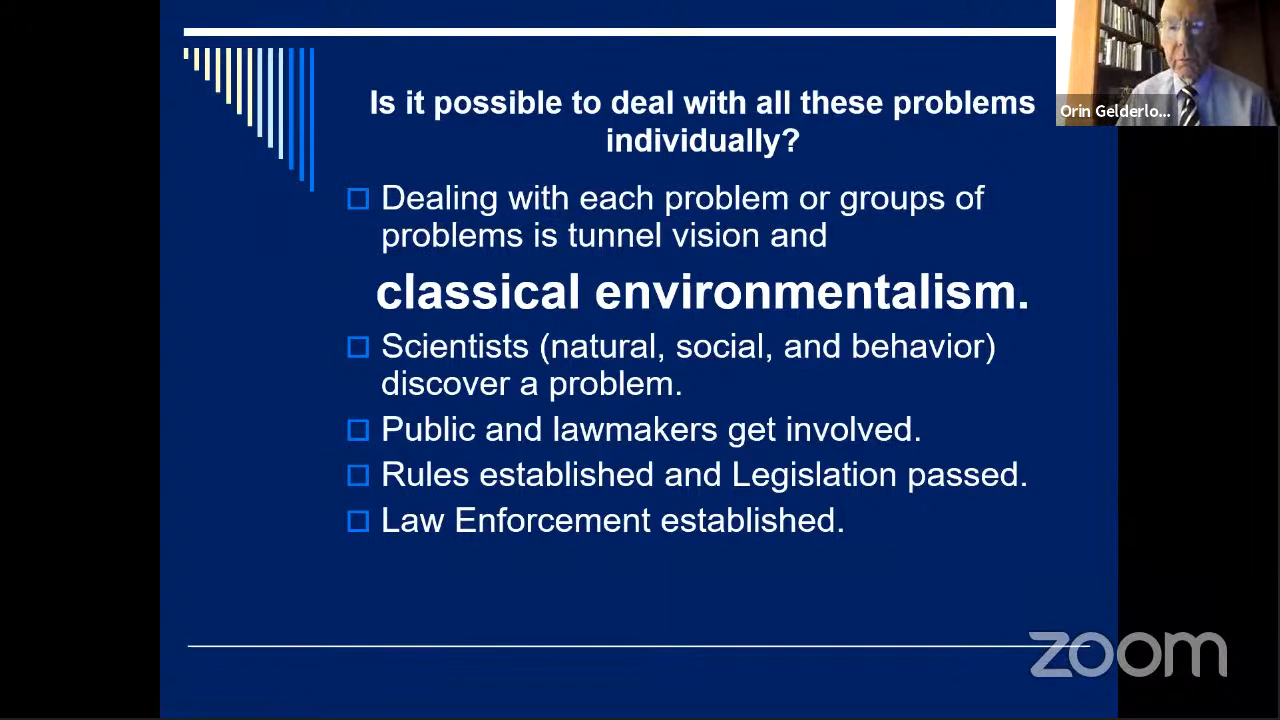 Is it possible to deal with all these problems
individually?
Dealing with each problem or groups of
problems is tunnel vision and
classical environmentalism.
Scientists (natural, social, and behavior)
discover a problem.
Public and lawmakers get involved.
Rules established and Legislation passed.
Law Enforcement established.
Orin Gelderlo...
zoom